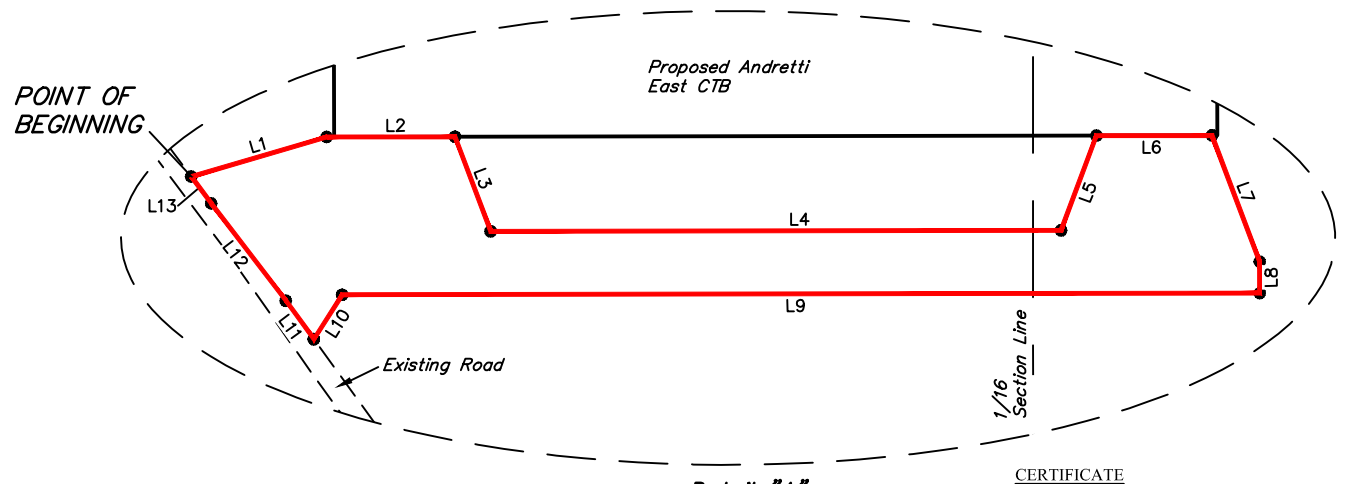 Proposed Andretti
East CTB
POINT OF
BEGINNING
L1
L2
L6
L3
L5
L7
L13
L4
L12
L8
L9
L11
L10
Existing Road
1/16
Section Line
CERTIFICATE